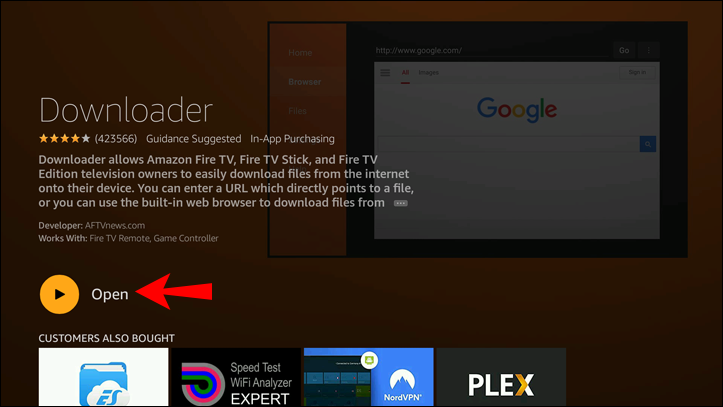 http://www.google.com/
Go
Home
All
Images
Sign in
Browser
Google
Files
Downloader
(423566) Guidance Suggested In-App Purchasing
Downloader allows Amazon Fire TV, Fire TV Stick, and Fire TV
Edition television owners to easily download files from the internet
onto their device. You can enter a URL which directly points to a file,
or you can use the built-in web browser to download files from
Developer: AFTVnews.com
Works With: Fire TV Remote, Game Controller
Open
CUSTOMERS ALSO BOUGHT
ES
Speed Test
WiFi Analyzer
EXPERT
NordVPN®
PLEX